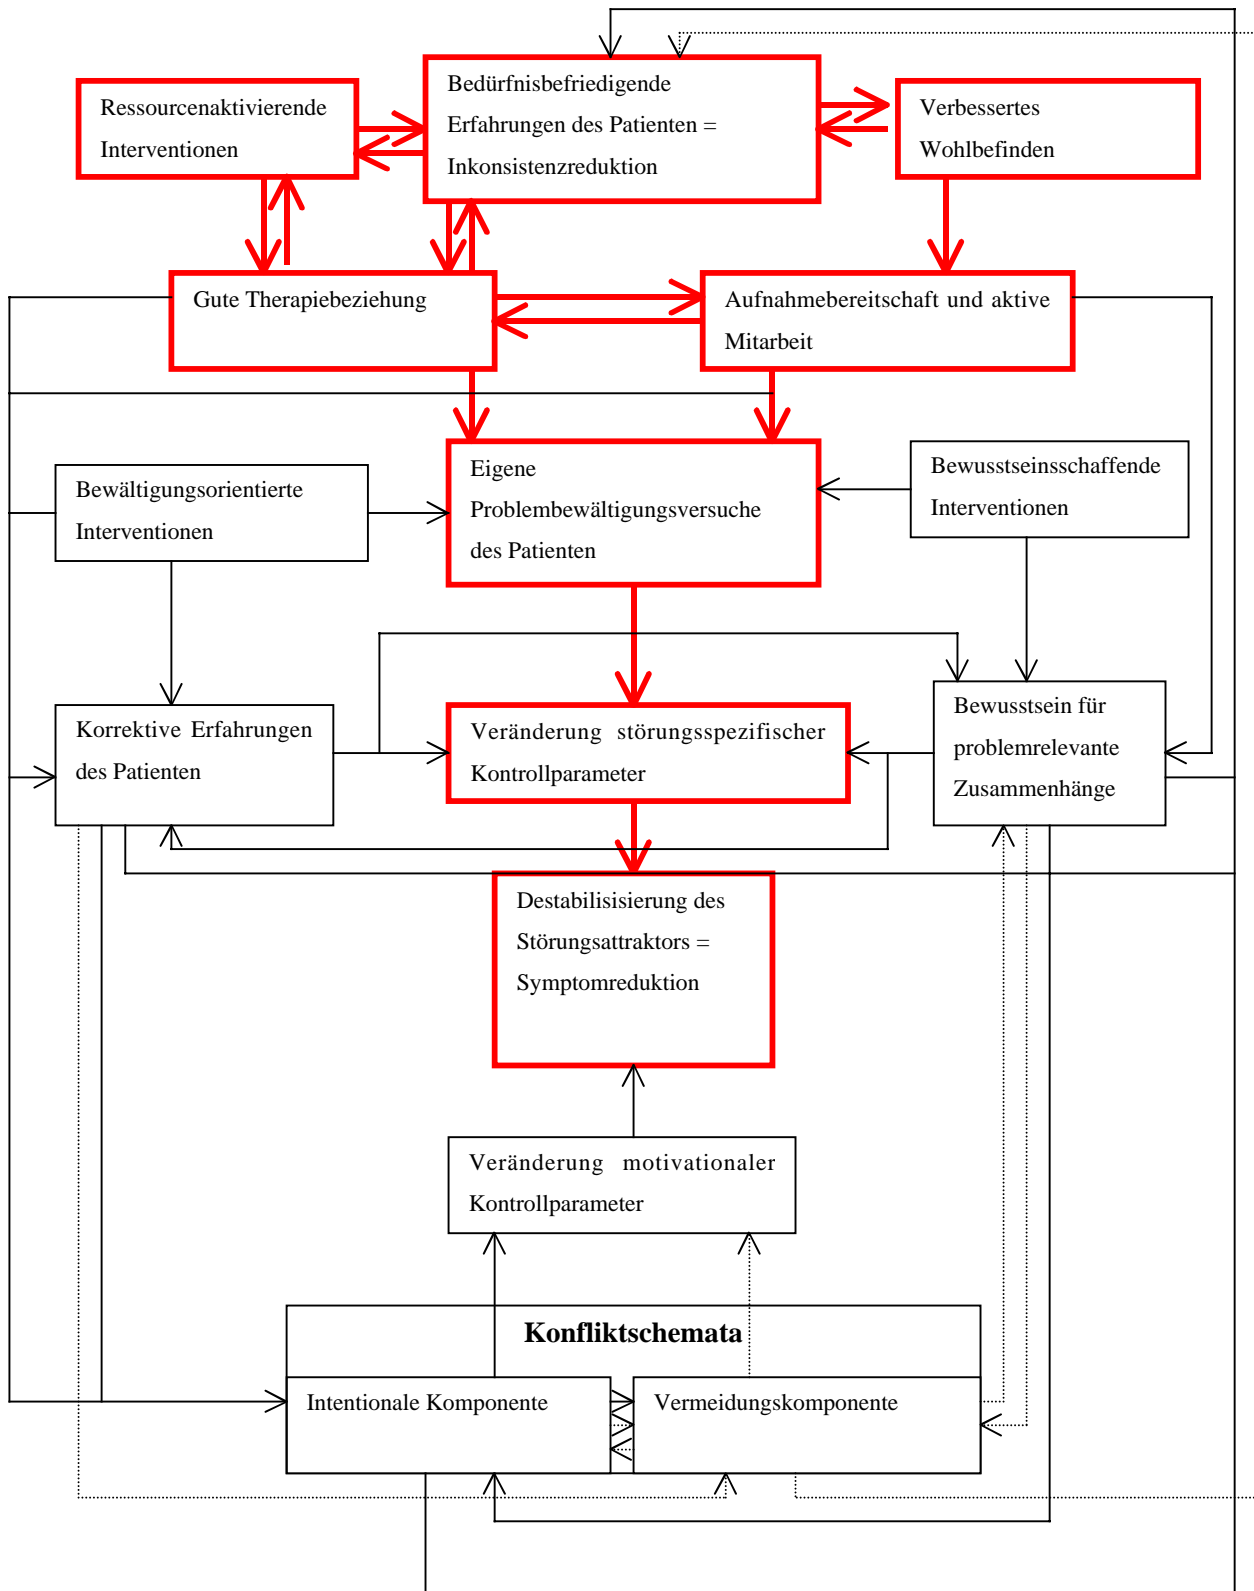 Ressourcenaktivierende
Interventionen
Bedürfnisbefriedigende
Erfahrungen des Patienten =
Inkonsistenzreduktion
Verbessertes
Wohlbefinden
Gute Therapiebeziehung
Aufnahmebereitschaft und aktive
Mitarbeit
Bewältigungsorientierte
Interventionen
Eigene
Problembewältigungsversuche
des Patienten
Bewusstseinsschaffende
Interventionen
Korrektive Erfahrungen
des Patienten
Veränderung störungsspezifischer
Kontrollparameter
Bewusstsein für
problemrelevante
Zusammenhänge
Destabilisisierung des
Störungsattraktors =
Symptomreduktion
Veränderung motivationaler
Kontrollparameter
Konfliktschemata
Intentionale Komponente
Vermeidungskomponente